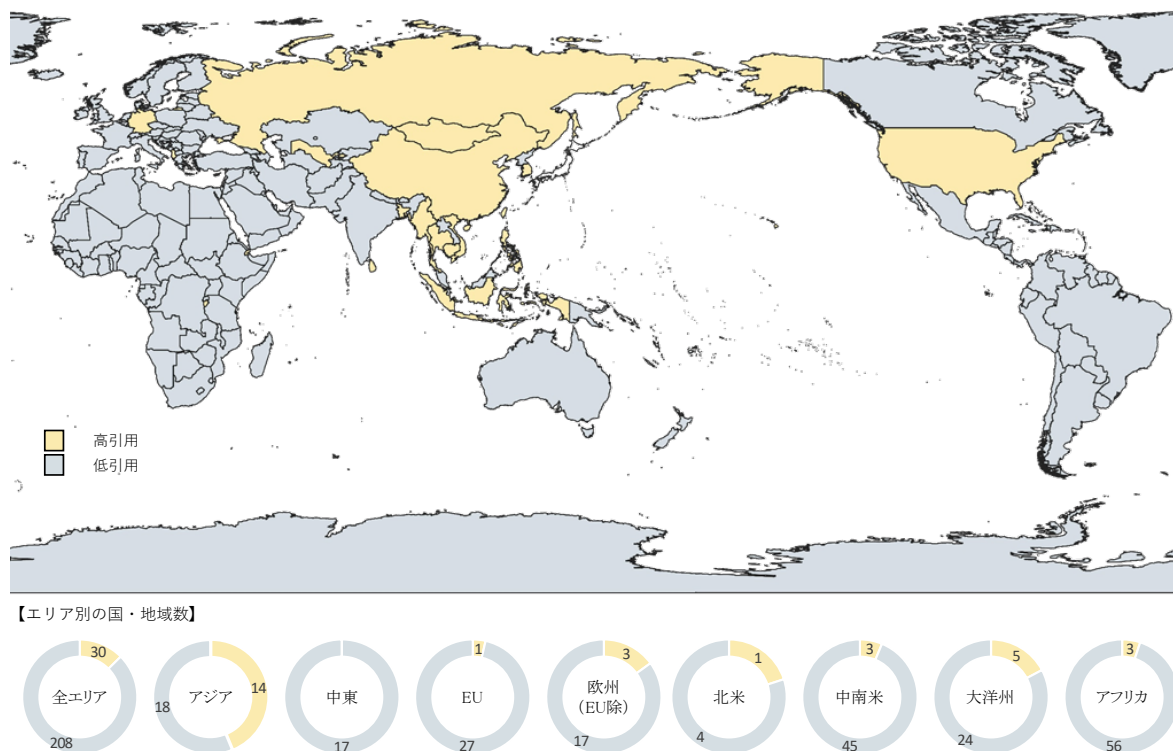 高引用
低引用
【エリア別の国・地域数】
30
全エリア
208
14
アジア
18
中東
17
1
EU
27
3
欧州
(EU除)
17
1
北米
4
3
中南米
45
5
大洋州
24
3
アフリカ
56